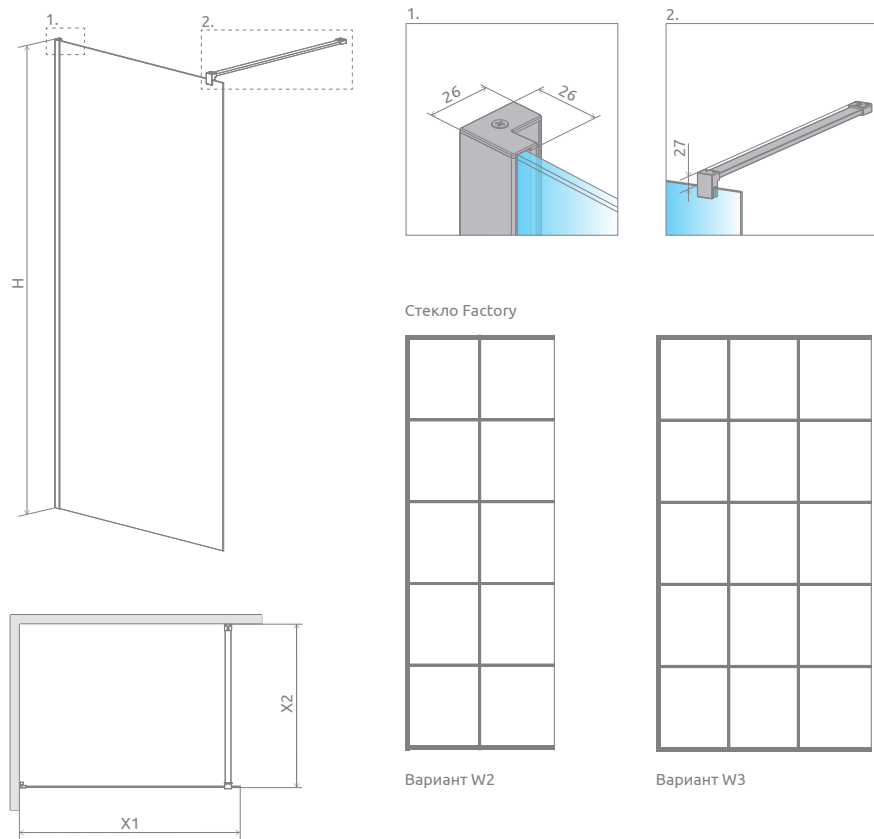 1.
2.
H
1.
26
26
2.
27
Стекло Factory
Вариант W2
Вариант W3
X2
X1